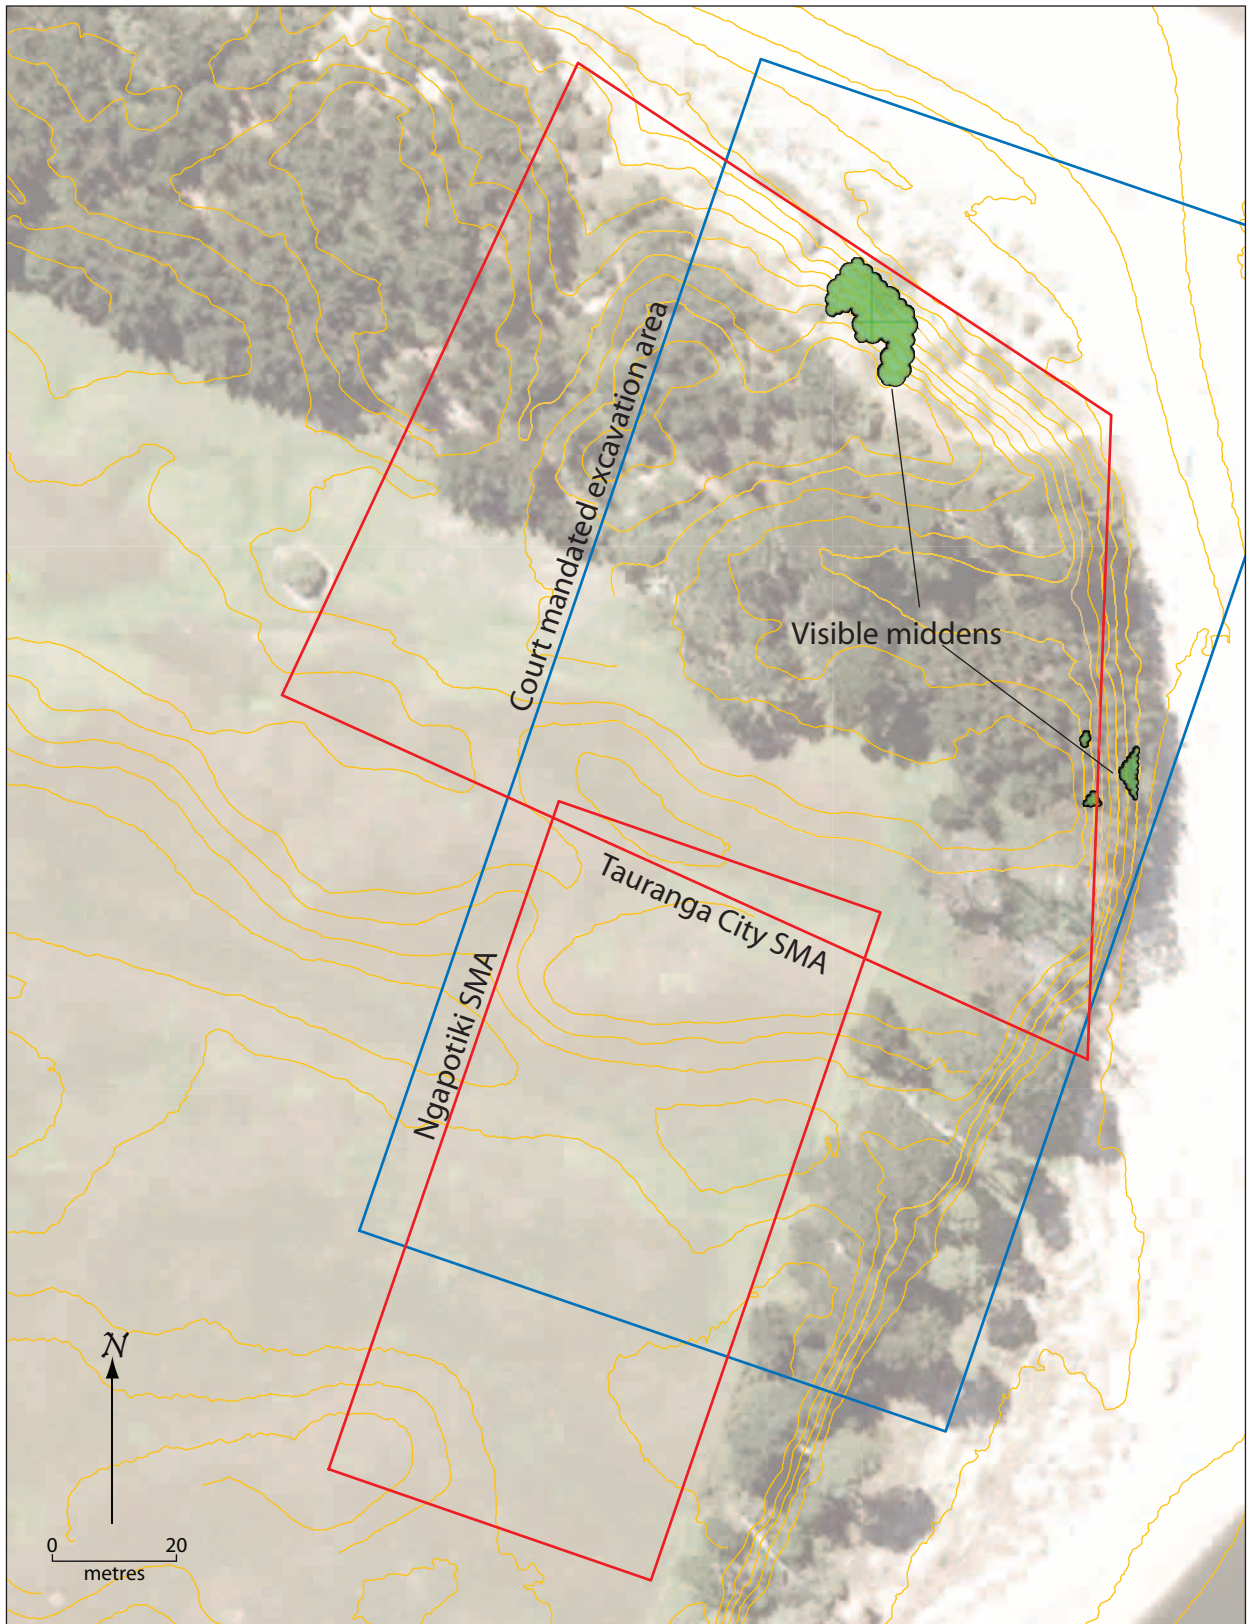 Court mandated excavation area
Visible middens
Tauranga City SMA
Ngapotiki SMA
N
0 20
metres